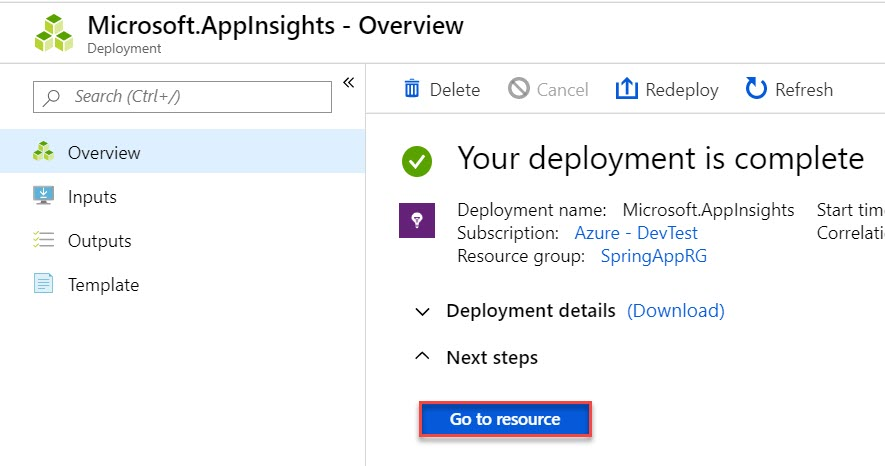 Microsoft.AppInsights - Overview
Deployment
Search (Ctrl+/)
«
Overview
Inputs
Outputs
Template
Delete Cancel Redeploy Refresh
Your deployment is complete
Deployment name: Microsoft.AppInsights Start tim
Subscription: Azure - DevTest Correlati
Resource group: SpringAppRG
Deployment details (Download)
Next steps
Go to resource